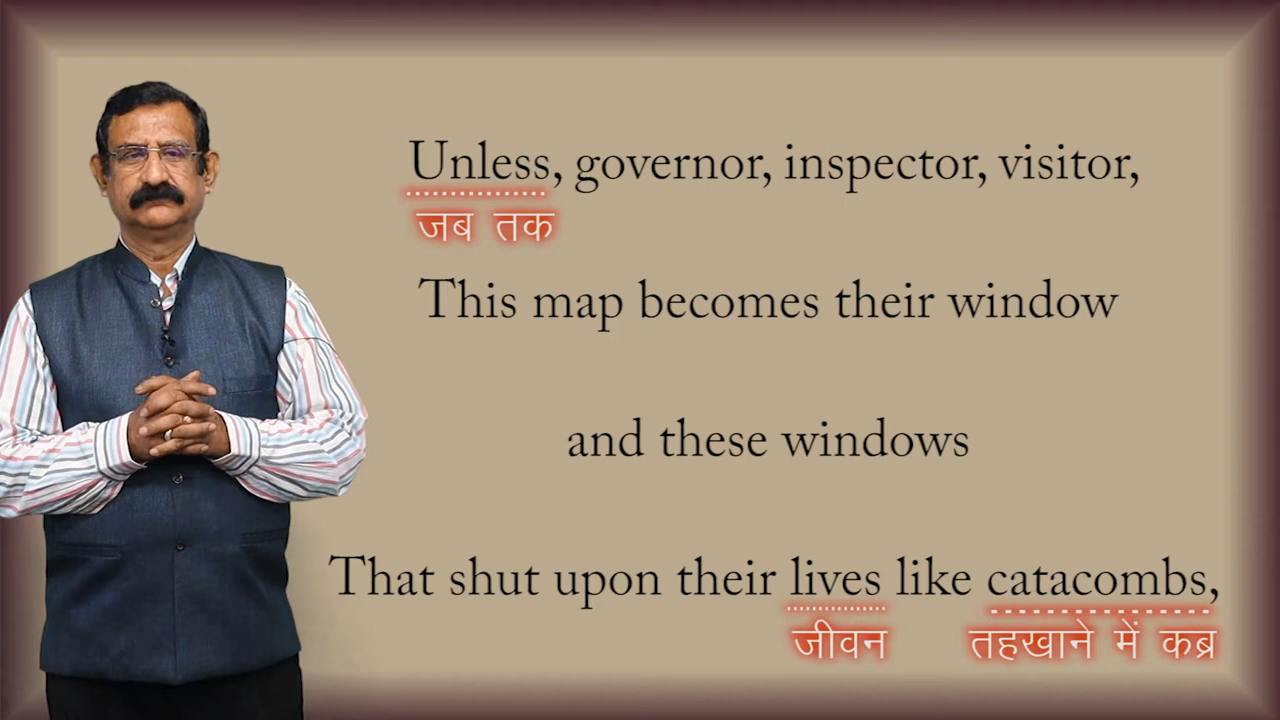 Unless, governor, inspector, visitor,
जब तक
This map becomes their window
and these windows
That shut upon their lives like catacombs,
जीवन तहखाने में कब्र